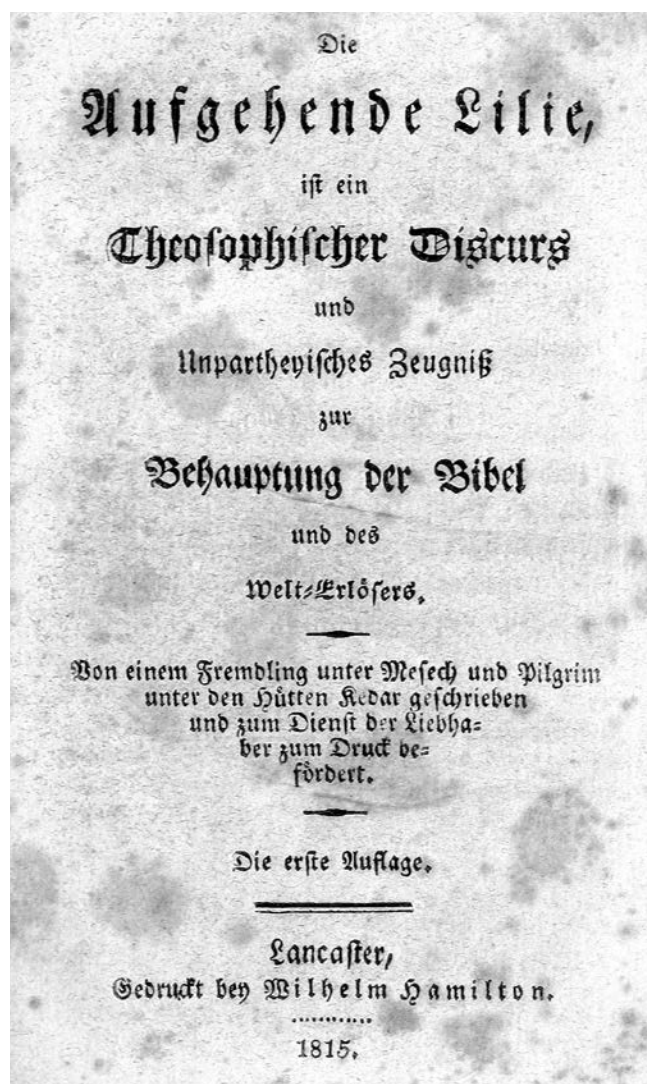 Die
Aufgehende Lilie,
ist ein
Theosophischer Discurs
und
Unpartheyisches Zeugniß
zur
Behauptung der Bibel
und des
Welt-Erlösers.
Von einem Fremdling unter Mesech und Pilgrim
unter den Hütten Kedar geschrieben
und zum Dienst der Liebha-
ber zum Druck be-
fördert.
Die erste Auflage.
Lancaster,
Gedruckt bey Wilhelm Hamilton.
1815.